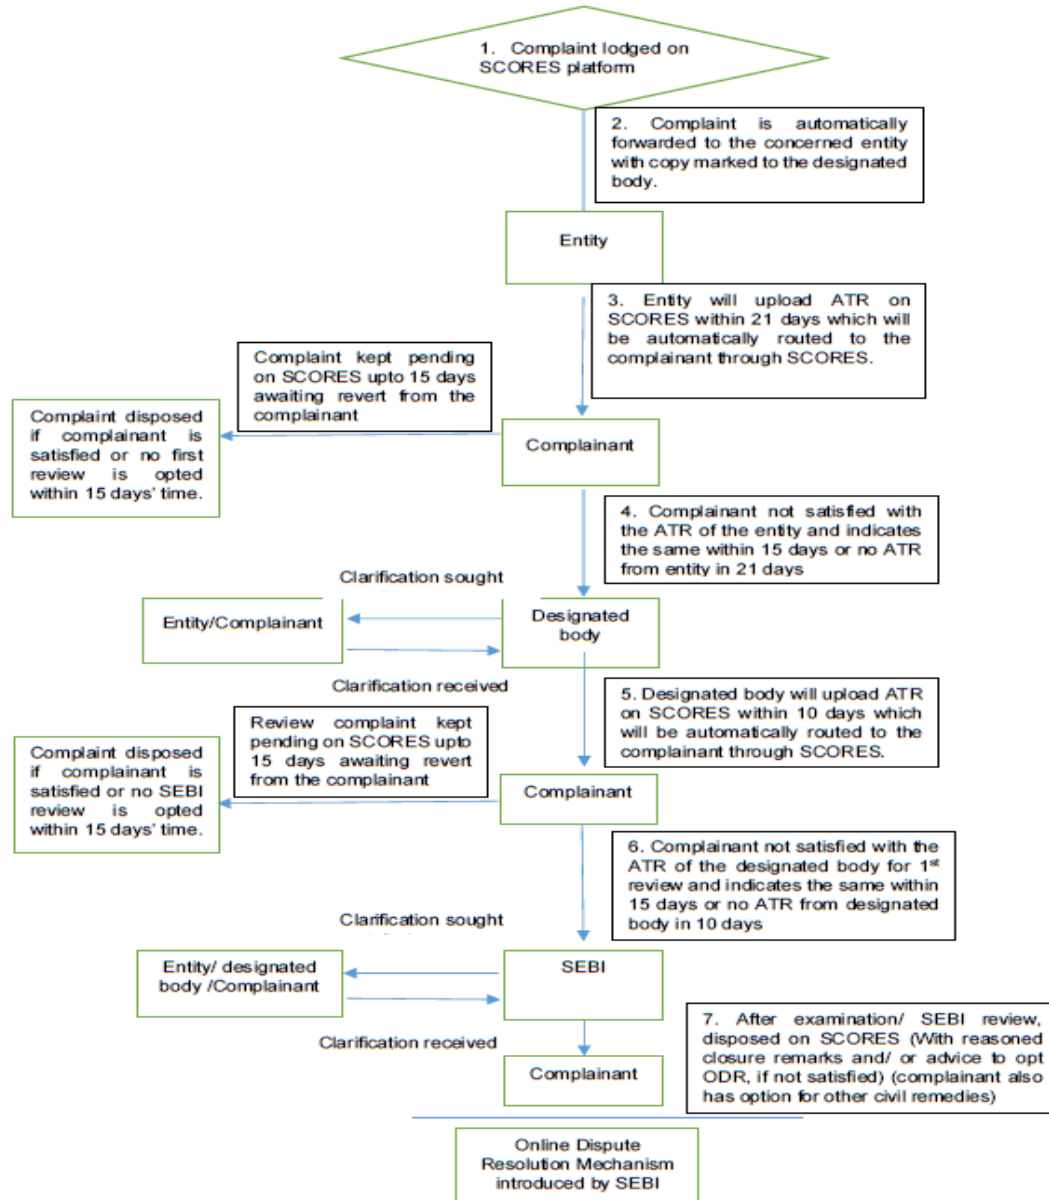 1. Complaint lodged on
SCORES platform
2. Complaint is automatically
forwarded to the concerned entity
with copy marked to the designated
body.
Entity
3. Entity will upload ATR on
SCORES within 21 days which will
be automatically routed to the
complainant through SCORES.
Complaint kept pending
on SCORES upto 15 days
awaiting revert from the
complainant
Complaint disposed
if complainant is
satisfied or no first
review is opted
within 15 days' time.
Complainant
4. Complainant not satisfied with
the ATR of the entity and indicates
the same within 15 days or no ATR
from entity in 21 days
Clarification sought
Entity/Complainant
Designated
body
Clarification received
5. Designated body will upload ATR
on SCORES within 10 days which
will be automatically routed to the
complainant through SCORES.
Review complaint kept
pending on SCORES upto
15 days awaiting revert
from the complainant
Complaint disposed
if complainant is
satisfied or no SEBI
review is opted
within 15 days' time.
Complainant
6. Complainant not satisfied with the
ATR of the designated body for 1st
review and indicates the same within
15 days or no ATR from designated
body in 10 days
Clarification sought
Entity/ designated
body /Complainant
SEBI
Clarification received
Complainant
7. After examination/ SEBI review,
disposed on SCORES (With reasoned
closure remarks and/ or advice to opt
ODR, if not satisfied) (complainant also
has option for other civil remedies)
Online Dispute
Resolution Mechanism
introduced by SEBI